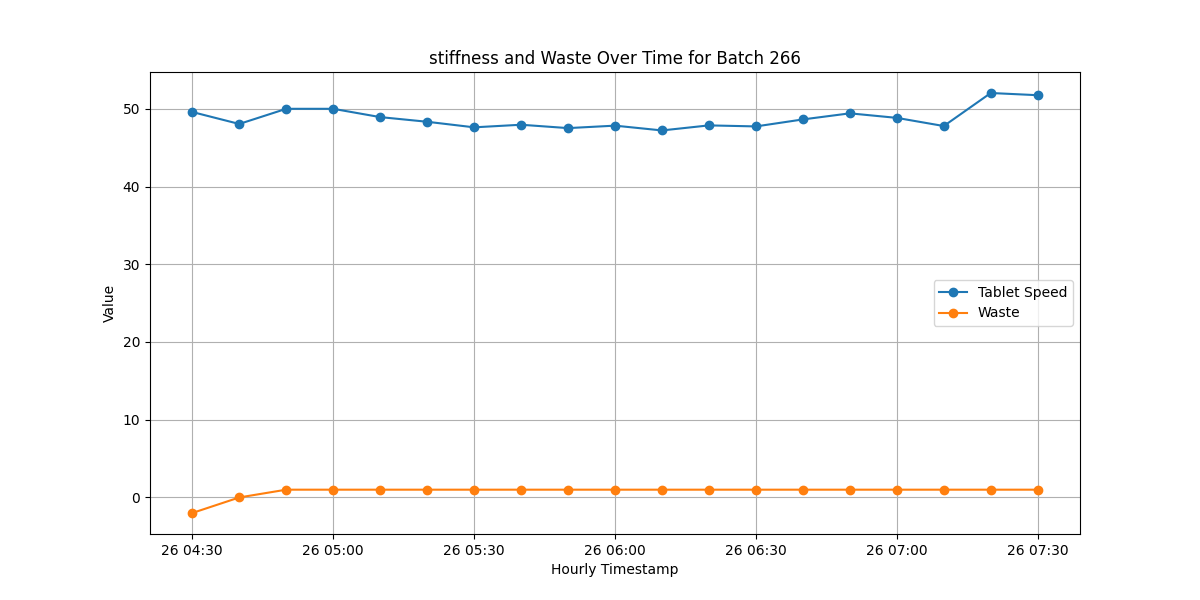 stiffness and Waste Over Time for Batch 266
Value
50
40
30
20
10
0
Tablet Speed
Waste
26 04:30 26 05:00 26 05:30 26 06:00 26 06:30 26 07:00 26 07:30
Hourly Timestamp